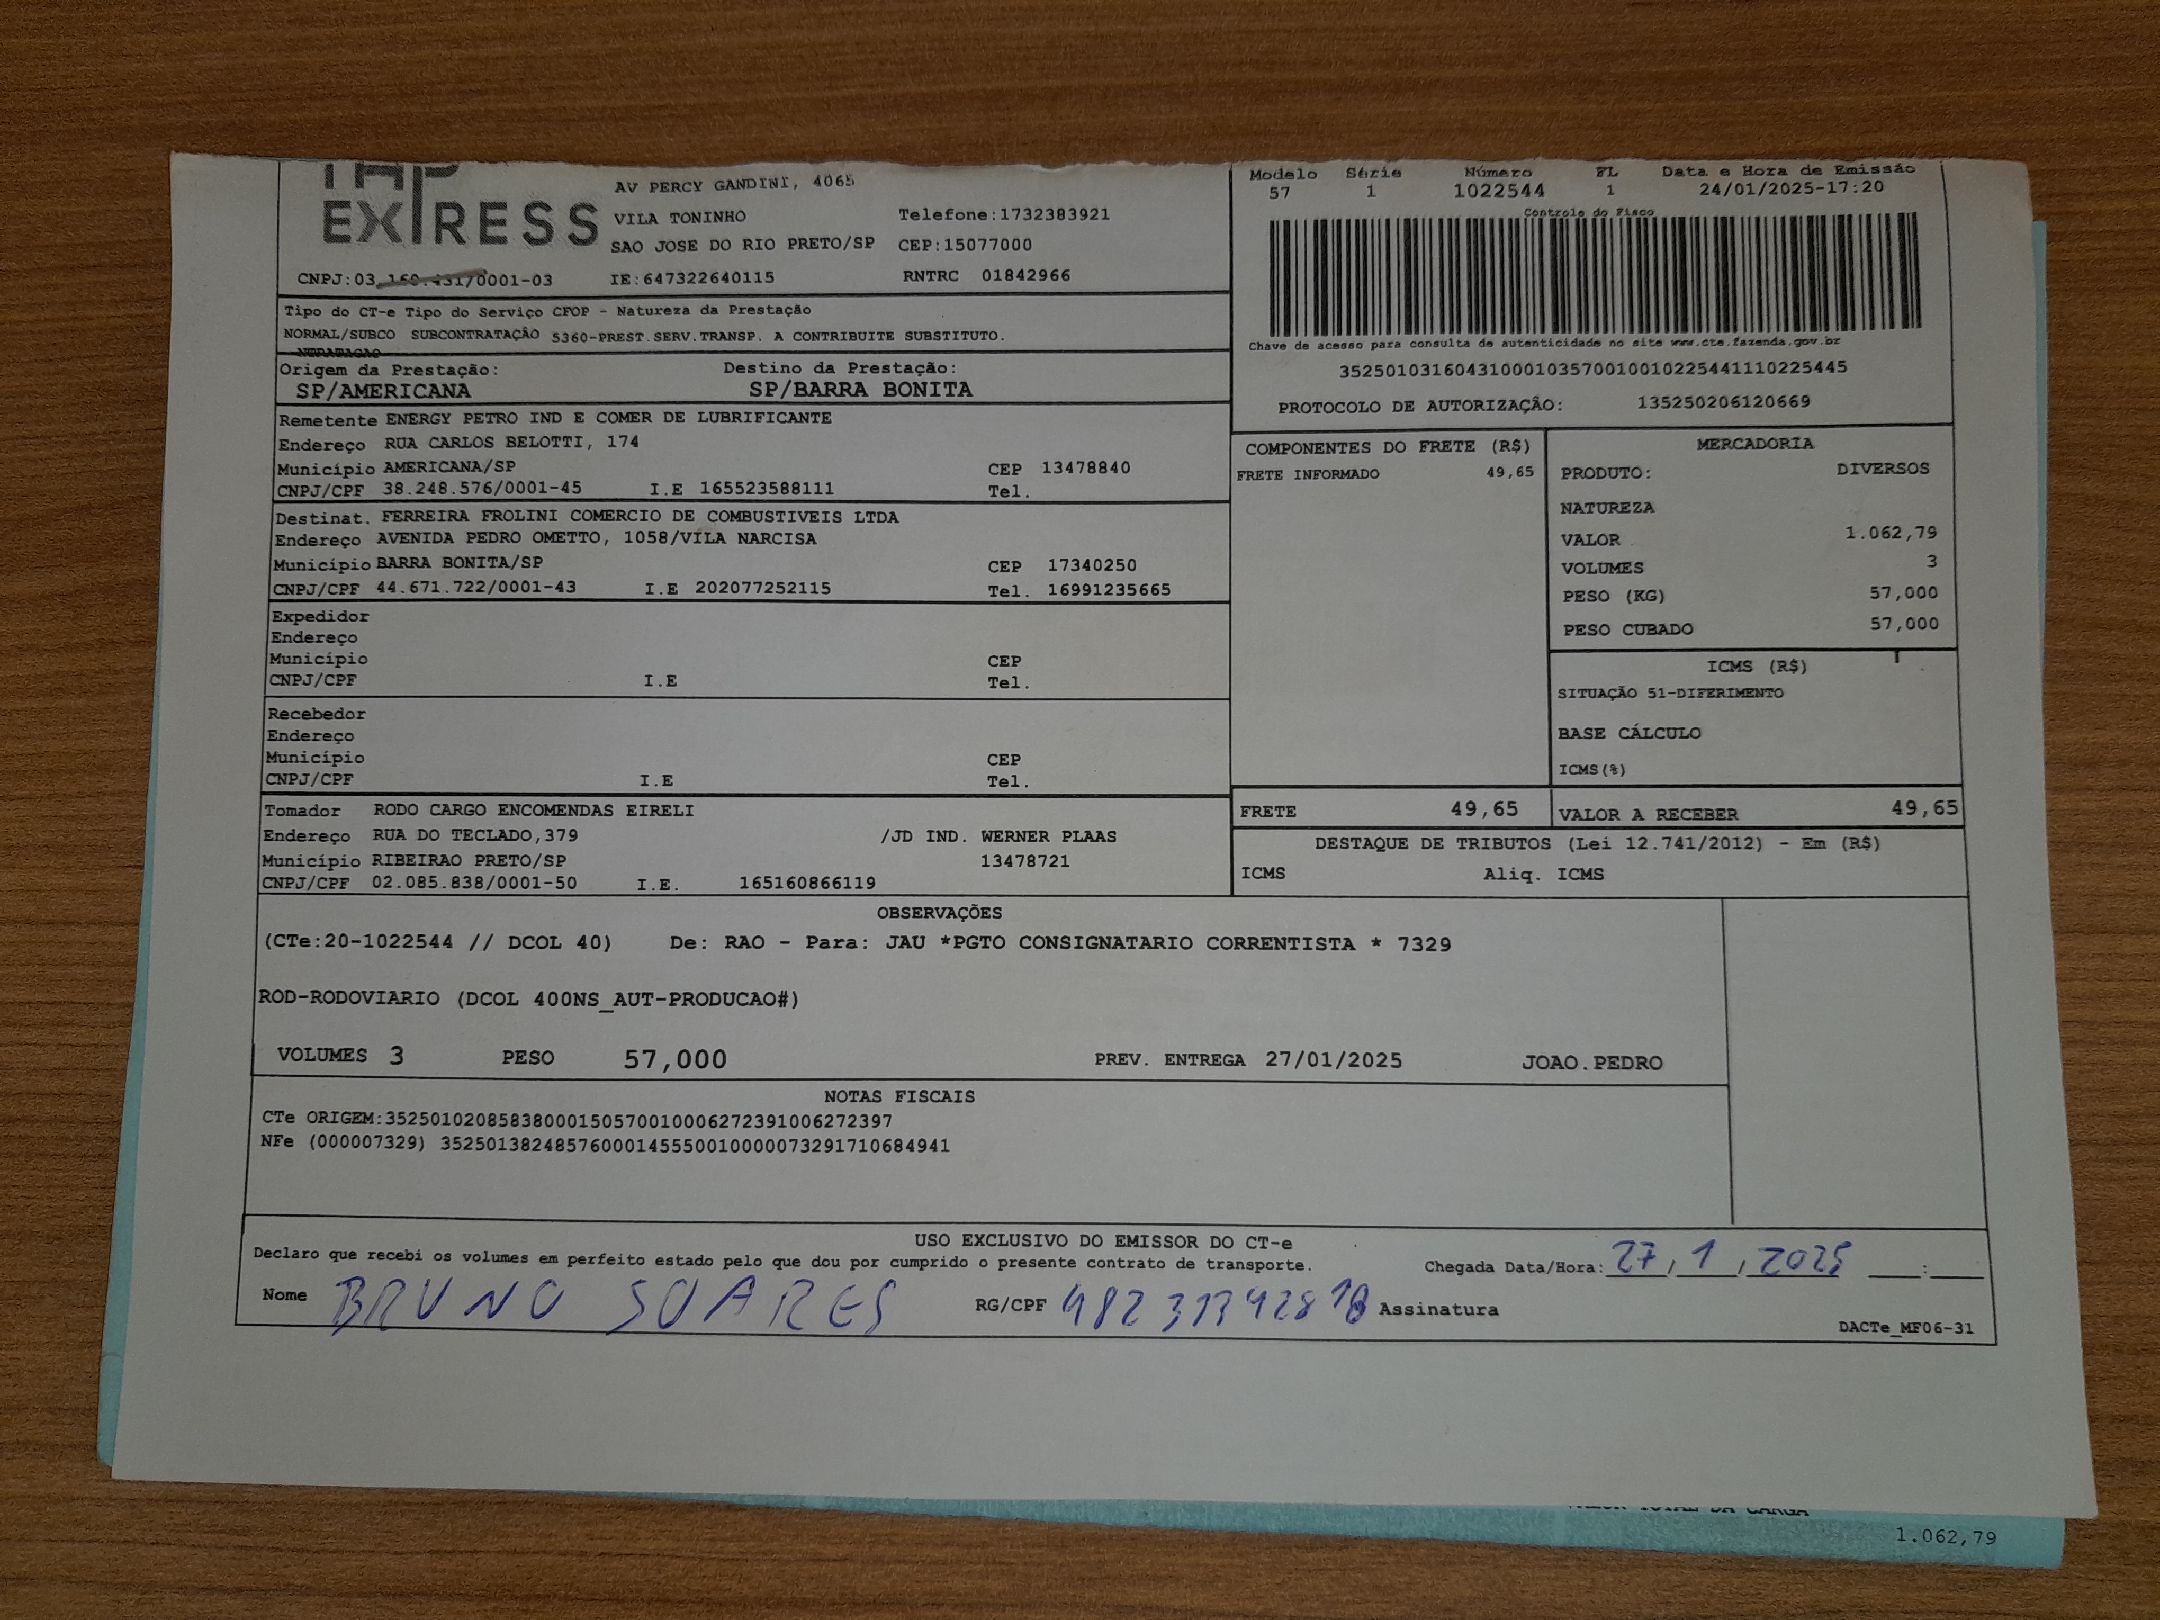 EXPRESS
AV PERCY GANDINI, 4065
VILA TONINHO Telefone:1732383921
SAO JOSE DO RIO PRETO/SP CEP:15077000
CNPJ:03 /0001-03 IE:647322640115 RNTRC 01842966
Modelo Série Número FL Data e Hora de Emissão
57 1 1022544 1 24/01/2025-17:20
Controle do Fisco
Chave de acesso para consulta de autenticidade no site www.cte.fazenda.gov.br
35250103160431000103570010010225441110225445
PROTOCOLO DE AUTORIZAÇÂO: 135250206120669
Tipo do CT-e Tipo do Serviço CFOP - Natureza da Prestação
NORMAL/SUBCO SUBCONTRATAÇÂO 5360-PREST.SERV.TRANSP. A CONTRIBUITE SUBSTITUTO.
Origem da Prestação: Destino da Prestação:
SP/AMERICANA SP/BARRA BONITA
Remetente ENERGY PETRO IND E COMER DE LUBRIFICANTE
Endereço RUA CARLOS BELOTTI, 174
Município AMERICANA/SP CEP 13478840
CNPJ/CPF 38.248.576/0001-45 I.E 165523588111 Tel.
Destinat. FERREIRA FROLINI COMERCIO DE COMBUSTIVEIS LTDA
Endereço AVENIDA PEDRO OMETTO, 1058/VILA NARCISA
Município BARRA BONITA/SP CEP 17340250
CNPJ/CPF 44.671.722/0001-43 I.E 202077252115 Tel. 16991235665
Expedidor
Endereço
Município CEP
CNPJ/CPF I.E Tel.
Recebedor
Endereço
Município CEP
CNPJ/CPF I.E Tel.
Tomador RODO CARGO ENCOMENDAS EIRELI
Endereço RUA DO TECLADO,379 /JD IND. WERNER PLAAS
Município RIBEIRAO PRETO/SP 13478721
CNPJ/CPF 02.085.838/0001-50 I.E. 165160866119
COMPONENTES DO FRETE (R$)
FRETE INFORMADO 49,65
MERCADORIA
PRODUTO: DIVERSOS
NATUREZA
VALOR 1.062,79
VOLUMES 3
PESO (KG) 57,000
PESO CUBADO 57,000
ICMS (R$)
SITUAÇÃO 51-DIFERIMENTO
BASE CÁLCULO
ICMS(%)
FRETE 49,65 VALOR A RECEBER 49,65
DESTAQUE DE TRIBUTOS (Lei 12.741/2012) - Em (R$)
ICMS Aliq. ICMS
OBSERVAÇÕES
(CTe:20-1022544 // DCOL 40) De: RAO - Para: JAU *PGTO CONSIGNATARIO CORRENTISTA * 7329
ROD-RODOVIARIO (DCOL 400NS_AUT-PRODUCAO#)
VOLUMES 3 PESO 57,000 PREV. ENTREGA 27/01/2025 JOAO.PEDRO
NOTAS FISCAIS
CTe ORIGEM:35250102085838000150570010006272391006272397
NFe (000007329) 35250138248576000145550010000073291710684941
USO EXCLUSIVO DO EMISSOR DO CT-e
Declaro que recebi os volumes em perfeito estado pelo que dou por cumprido o presente contrato de transporte. Chegada Data/Hora: 27, 1, 2025 ___:___
Nome BRUNO SOARES RG/CPF Assinatura
DACTe_MF06-31
VALOR TOTAL DA CARGA
1.062,79